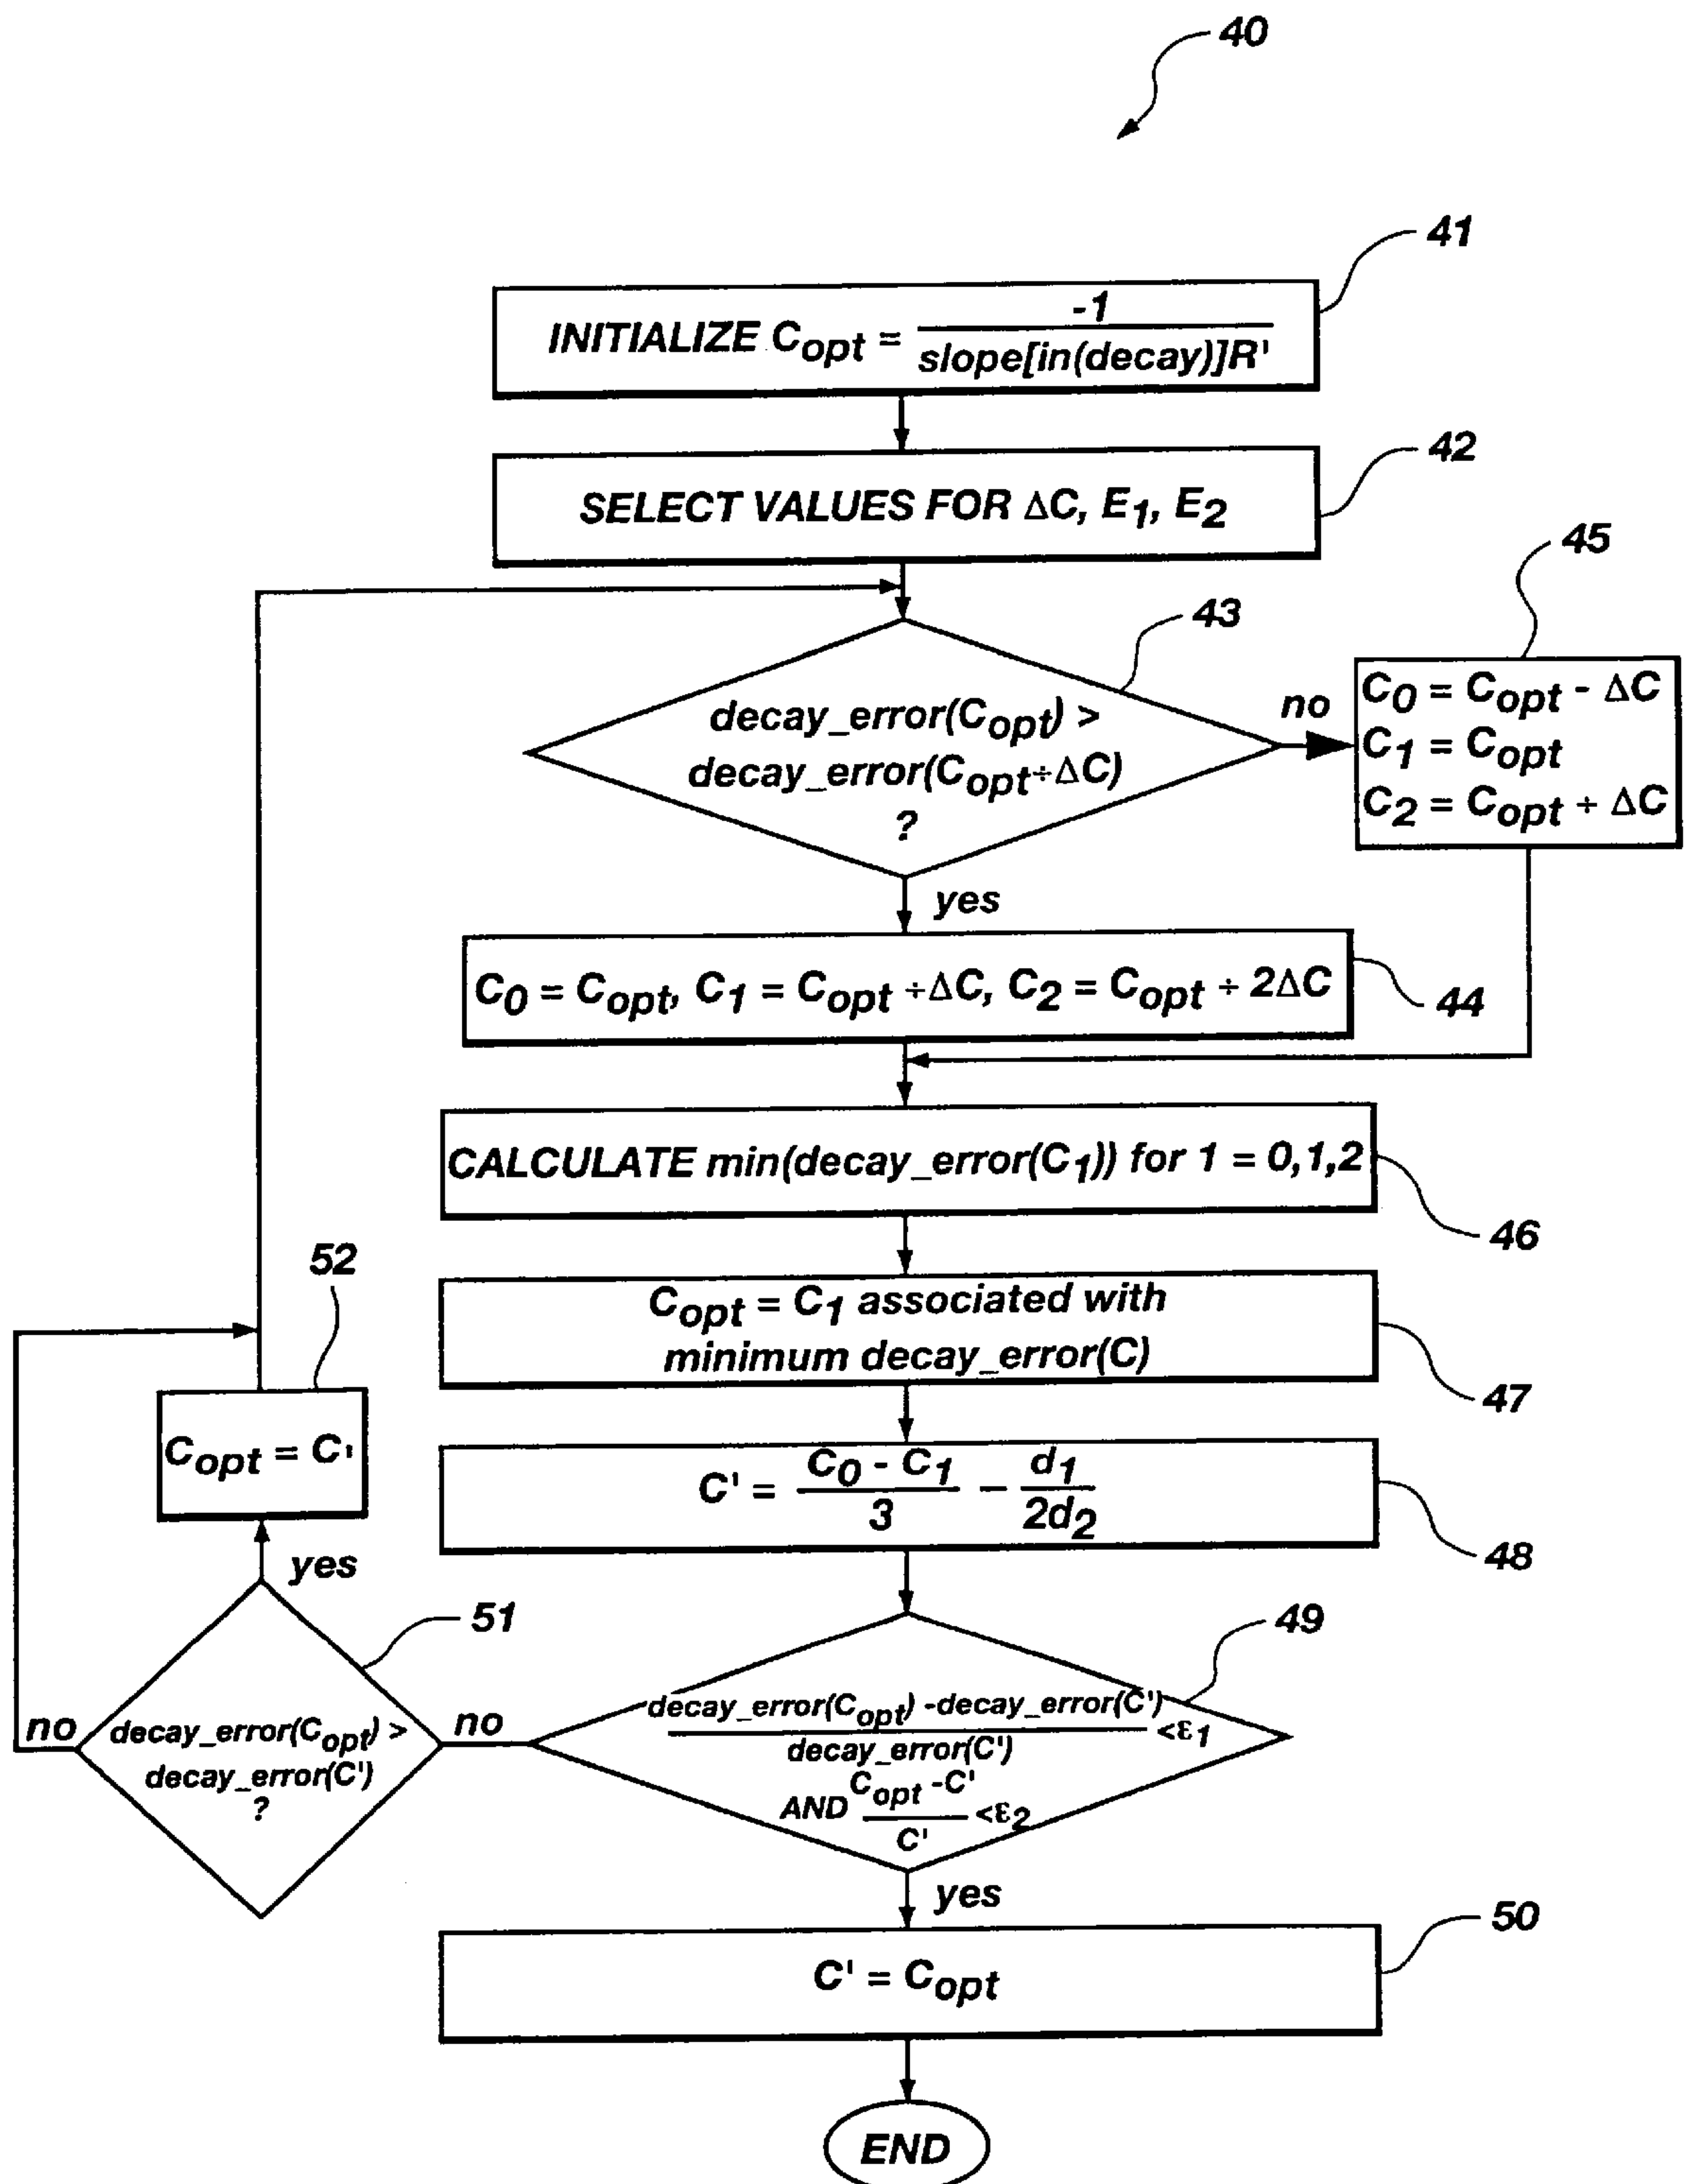 40
41
INITIALIZE Copt = -1 / slope[in(decay)]R'
42
SELECT VALUES FOR ΔC, E1, E2
45
43
decay_error(Copt) >
decay_error(Copt÷ΔC)
?
no
C0 = Copt - ΔC
C1 = Copt
C2 = Copt ÷ ΔC
yes
C0 = Copt, C1 = Copt ÷ΔC, C2 = Copt ÷ 2ΔC
44
CALCULATE min(decay_error(C1)) for 1 = 0,1,2
46
52
Copt = C1 associated with
minimum decay_error(C)
47
Copt = C'
C' = C0 - C1 / 3 - d1 / 2d2
48
yes
51
49
decay_error(Copt) -decay_error(C')
<ε1
decay_error(C')
AND Copt -C' / C' <ε2
no
decay_error(Copt) >
decay_error(C')
?
no
yes
50
C' = Copt
END